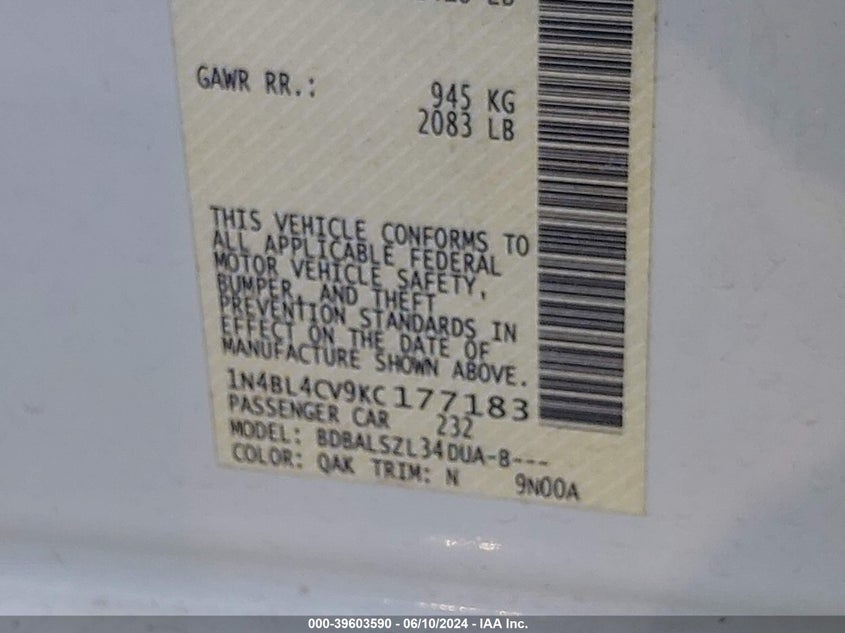 GAWR RR.: 945 KG
2083 LB
THIS VEHICLE CONFORMS TO
ALL APPLICABLE FEDERAL
MOTOR VEHICLE SAFETY,
BUMPER, AND THEFT
PREVENTION STANDARDS IN
EFFECT ON THE DATE OF
MANUFACTURE SHOWN ABOVE.
1N4BL4CV9KC177183
PASSENGER CAR 232
MODEL: BDBALSZL34DUA-B---
COLOR: QAK TRIM: N 9N00A
000-39603590 - 06/10/2024 - IAA Inc.